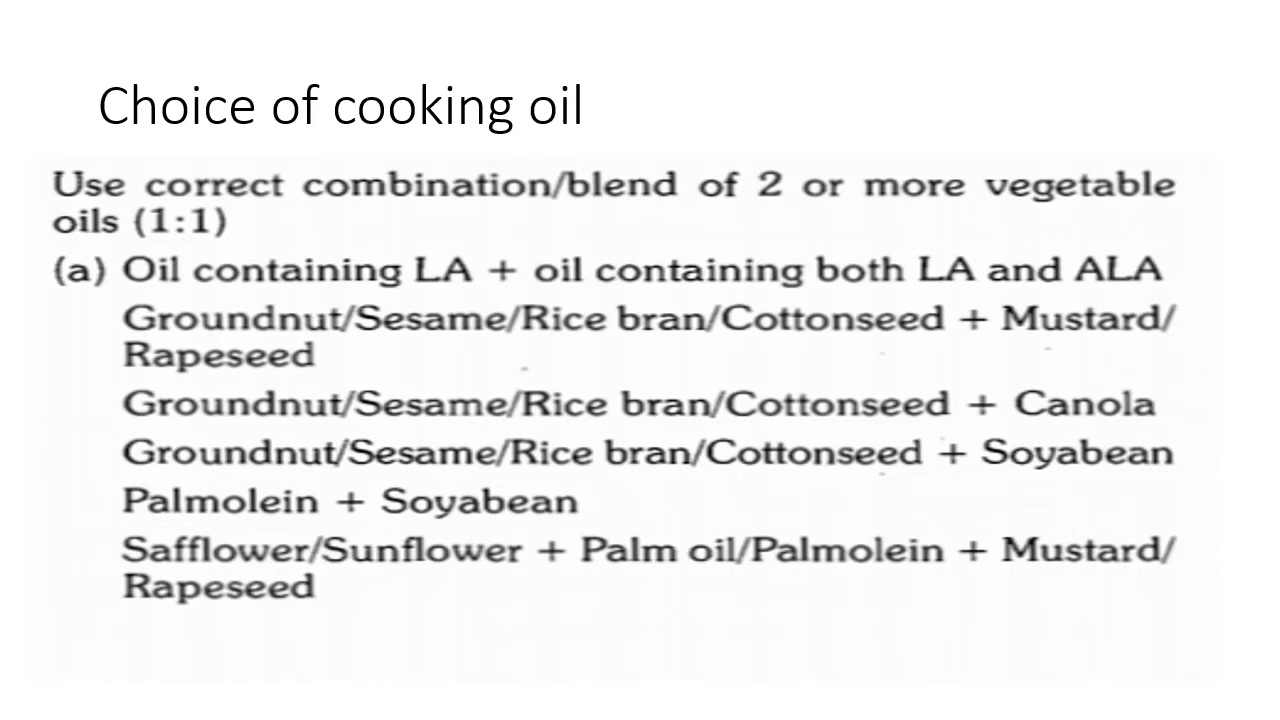 Choice of cooking oil
Use correct combination/blend of 2 or more vegetable
oils (1:1)
(a) Oil containing LA + oil containing both LA and ALA
Groundnut/Sesame/Rice bran/Cottonseed + Mustard/
Rapeseed
Groundnut/Sesame/Rice bran/Cottonseed + Canola
Groundnut/Sesame/Rice bran/Cottonseed + Soyabean
Palmolein + Soyabean
Safflower/Sunflower + Palm oil/Palmolein + Mustard/
Rapeseed